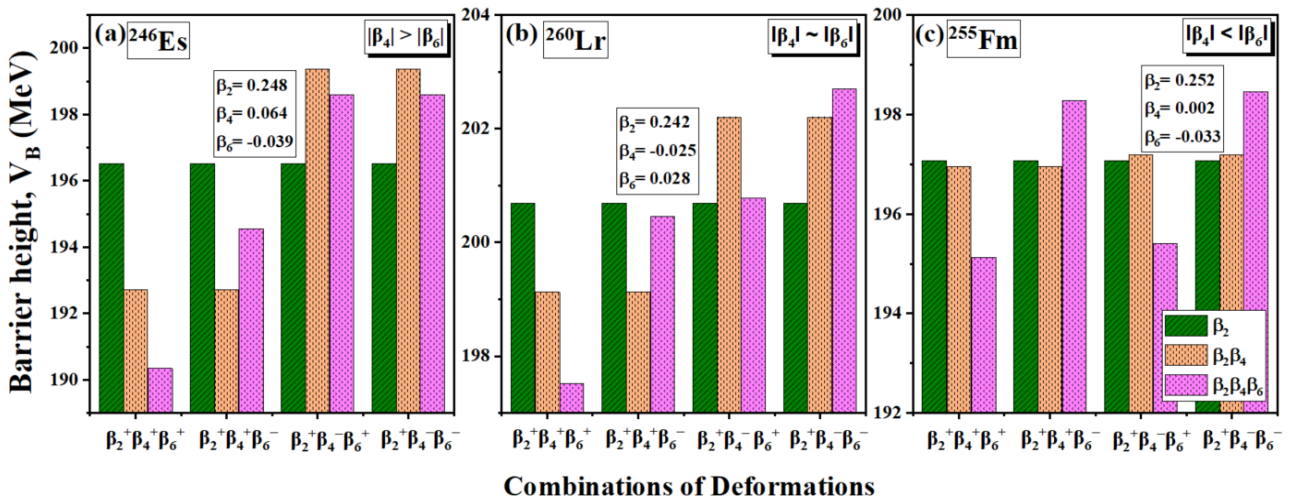 Barrier height, V_B (MeV)
(a) ²⁴⁶Es
|β₄| > |β₆|
β₂= 0.248
β₄= 0.064
β₆= -0.039
200
198
196
194
192
190
β₂⁺β₄⁺β₆⁺ β₂⁺β₄⁺β₆⁻ β₂⁺β₄⁻β₆⁺ β₂⁺β₄⁻β₆⁻
(b) ²⁶⁰Lr
|β₄| ~ |β₆|
β₂= 0.242
β₄= -0.025
β₆= 0.028
204
202
200
198
β₂⁺β₄⁺β₆⁺ β₂⁺β₄⁺β₆⁻ β₂⁺β₄⁻β₆⁺ β₂⁺β₄⁻β₆⁻
(c) ²⁵⁵Fm
|β₄| < |β₆|
β₂= 0.252
β₄= 0.002
β₆= -0.033
200
198
196
194
192
β₂
β₂β₄
β₂β₄β₆
β₂⁺β₄⁺β₆⁺ β₂⁺β₄⁺β₆⁻ β₂⁺β₄⁻β₆⁺ β₂⁺β₄⁻β₆⁻
Combinations of Deformations